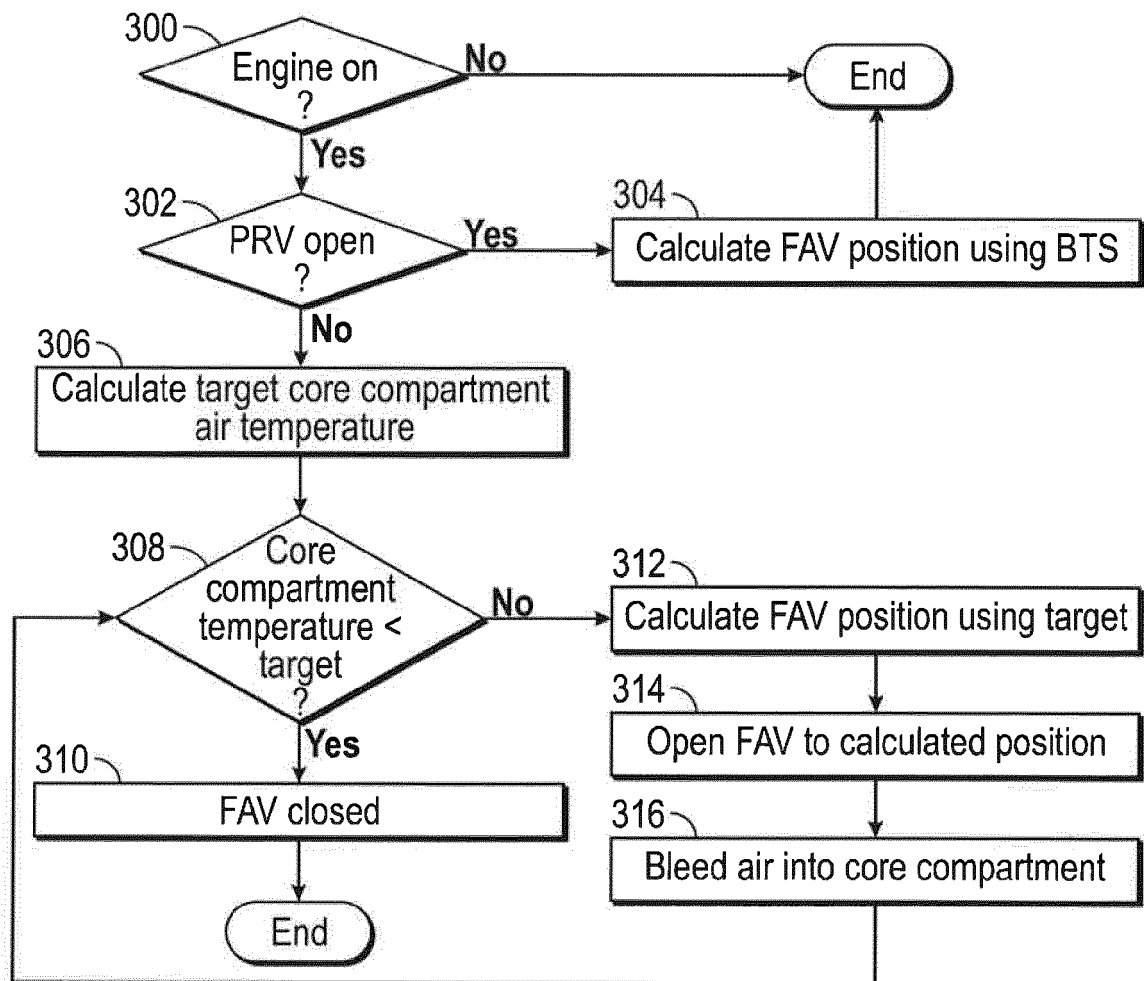 300
Engine on
?
No
End
Yes
302
PRV open
?
Yes
304
Calculate FAV position using BTS
No
306
Calculate target core compartment
air temperature
308
Core
compartment
temperature <
target
?
No
312
Calculate FAV position using target
314
Open FAV to calculated position
Yes
310
FAV closed
316
Bleed air into core compartment
End